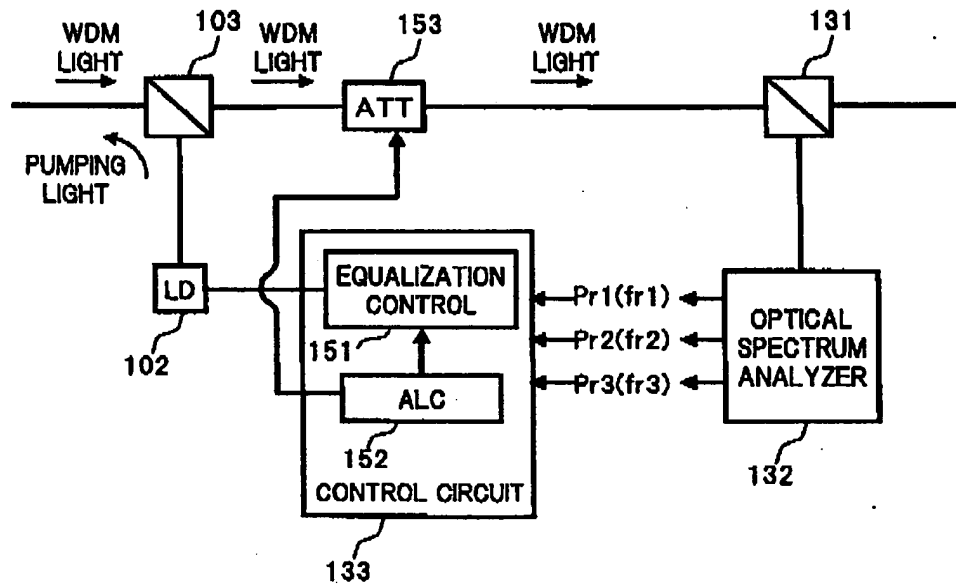 103
153
131
WDM
LIGHT
WDM
LIGHT
WDM
LIGHT
ATT
PUMPING
LIGHT
LD
102
EQUALIZATION
CONTROL
151
ALC
152
CONTROL CIRCUIT
133
Pr1(fr1)
Pr2(fr2)
Pr3(fr3)
OPTICAL
SPECTRUM
ANALYZER
132